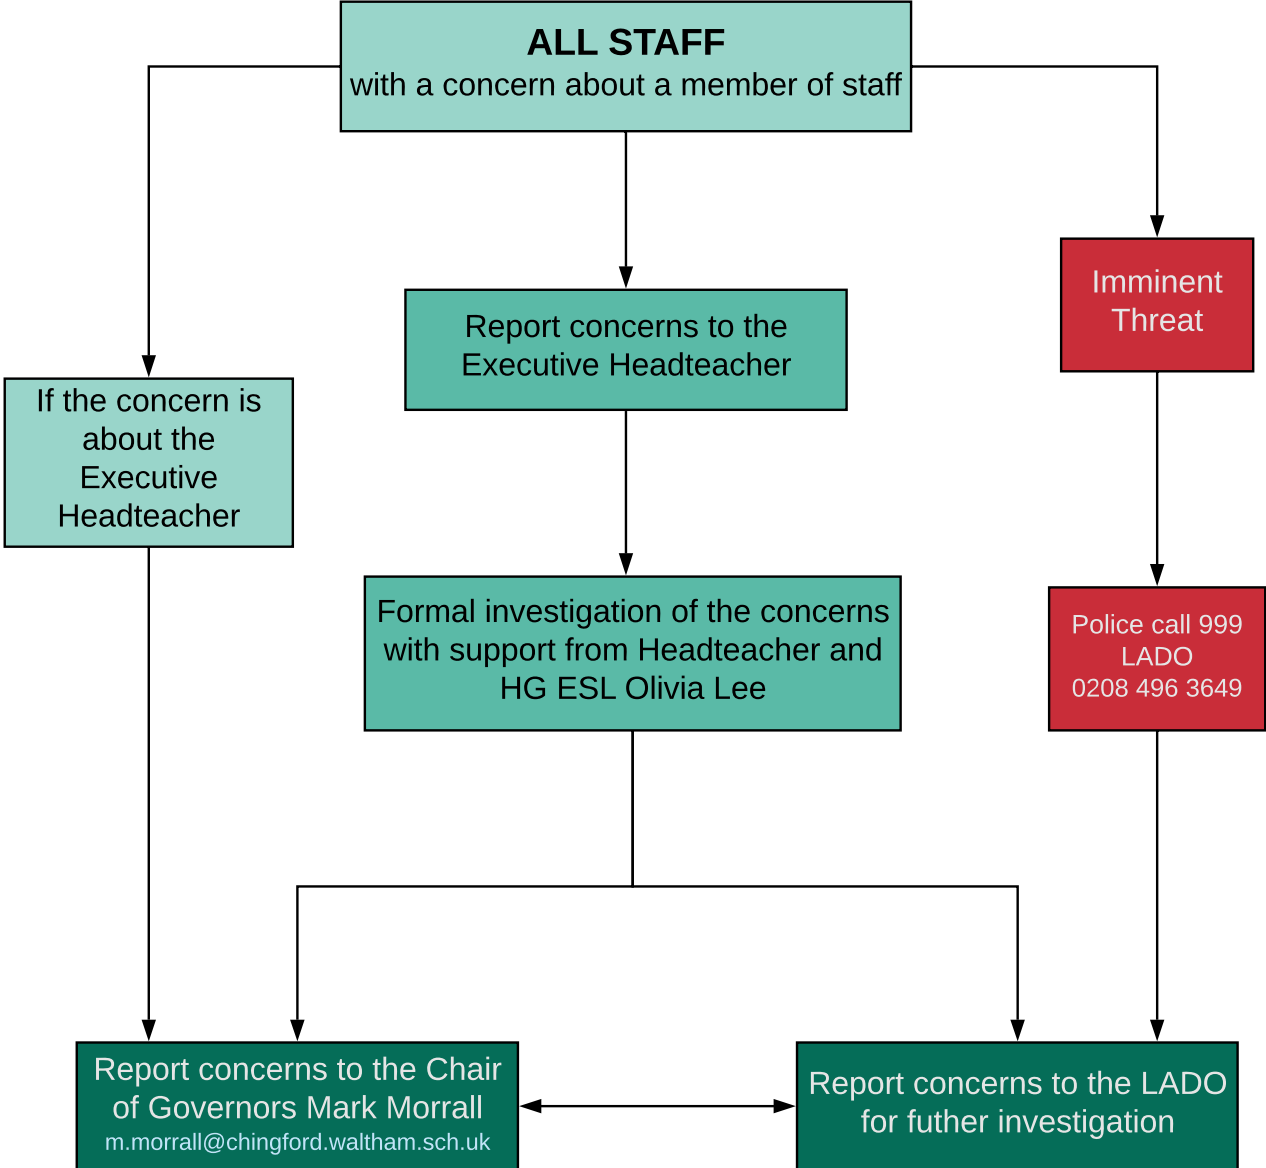 ALL STAFF
with a concern about a member of staff
Imminent
Threat
Report concerns to the
Executive Headteacher
If the concern is
about the
Executive
Headteacher
Formal investigation of the concerns
with support from Headteacher and
HG ESL Olivia Lee
Police call 999
LADO
0208 496 3649
Report concerns to the Chair
of Governors Mark Morrall
m.morrall@chingford.waltham.sch.uk
Report concerns to the LADO
for futher investigation